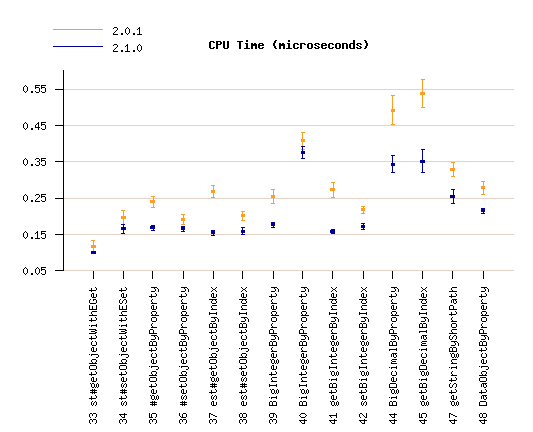 2.0.1
2.1.0
CPU Time (microseconds)
0.55
0.45
0.35
0.25
0.15
0.05
33 st#getObjectWithEGet
34 st#setObjectWithESet
35 #getObjectByProperty
36 #setObjectByProperty
37 est#getObjectByIndex
38 est#setObjectByIndex
39 BigIntegerByProperty
40 BigIntegerByProperty
41 getBigIntegerByIndex
42 setBigIntegerByIndex
44 BigDecimalByProperty
45 getBigDecimalByIndex
47 getStringByShortPath
48 DataObjectByProperty